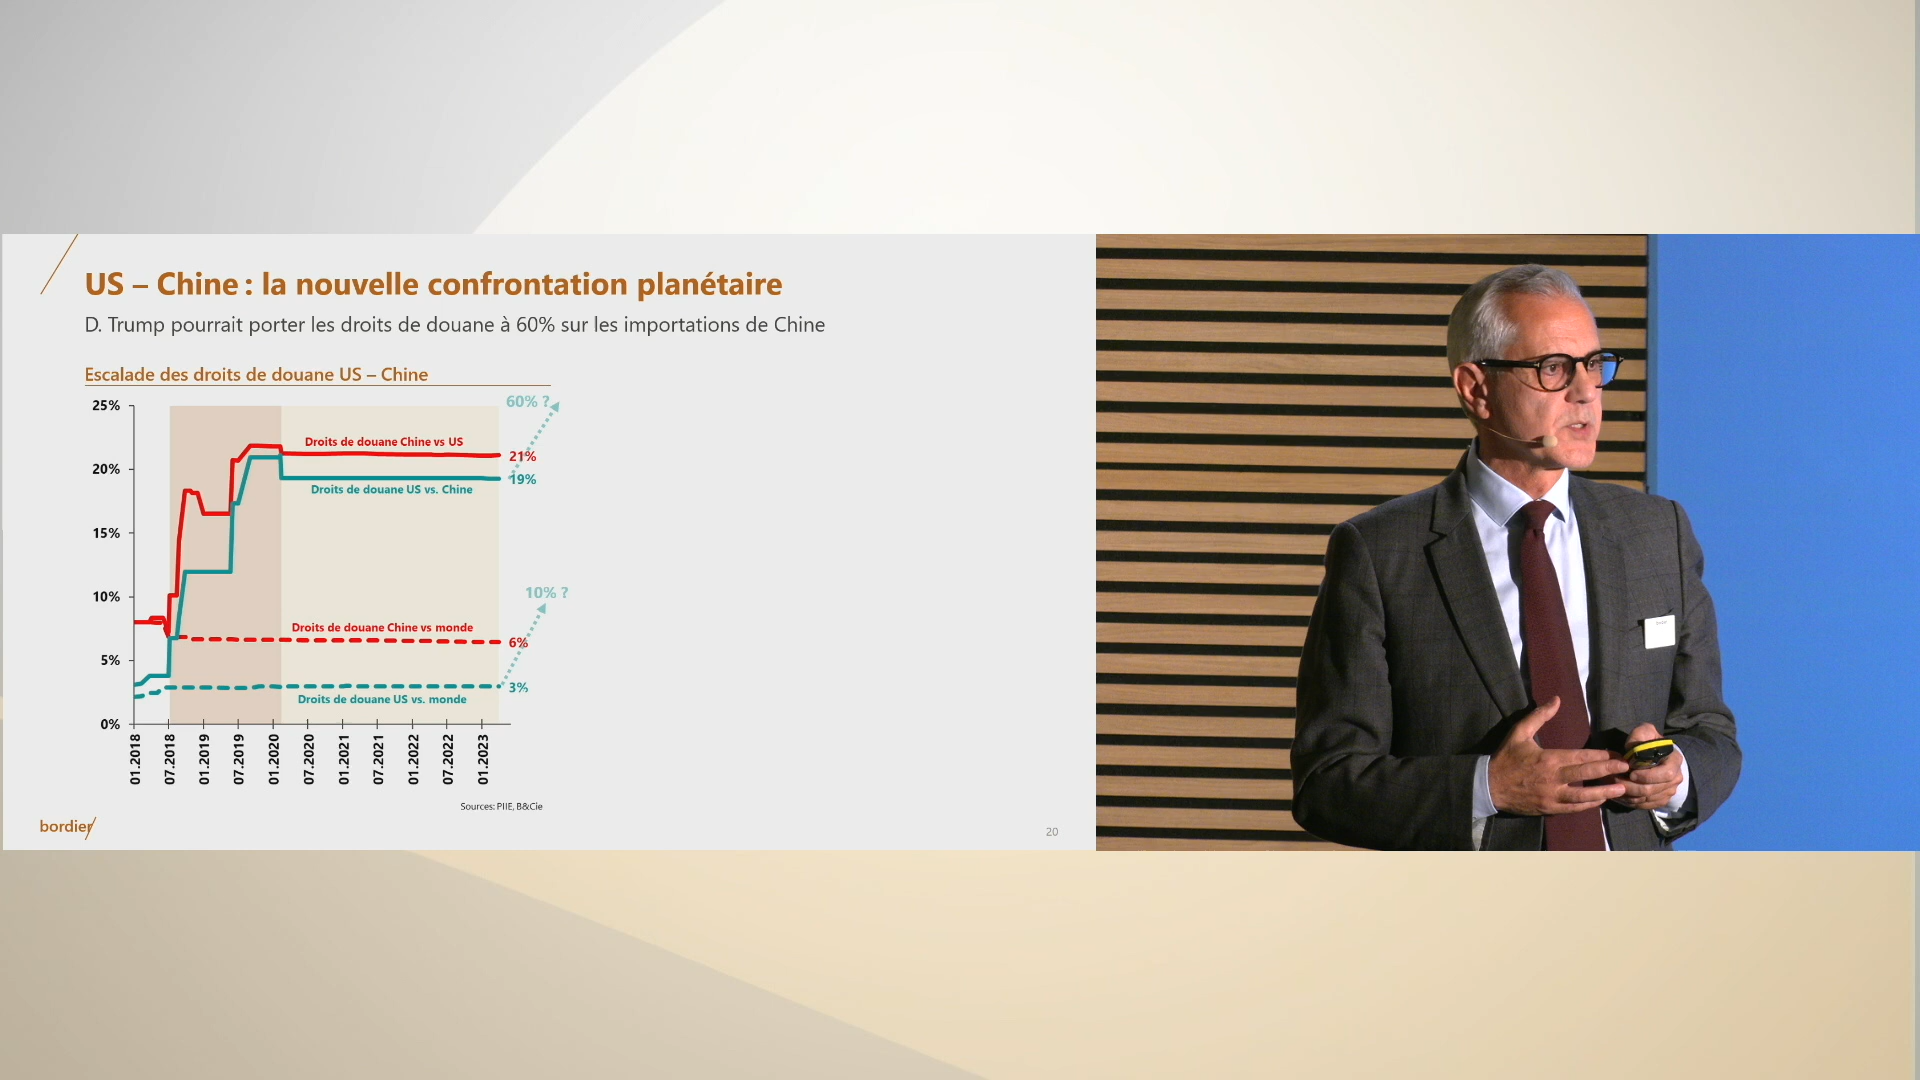 US – Chine : la nouvelle confrontation planétaire
D. Trump pourrait porter les droits de douane à 60% sur les importations de Chine
Escalade des droits de douane US – Chine
25%
20%
15%
10%
5%
0%
60% ?
Droits de douane Chine vs US
21%
19%
Droits de douane US vs. Chine
10% ?
Droits de douane Chine vs monde
6%
3%
Droits de douane US vs. monde
01.2018
07.2018
01.2019
07.2019
01.2020
07.2020
01.2021
07.2021
01.2022
07.2022
01.2023
Sources: PIIE, B&Cie
bordier
20